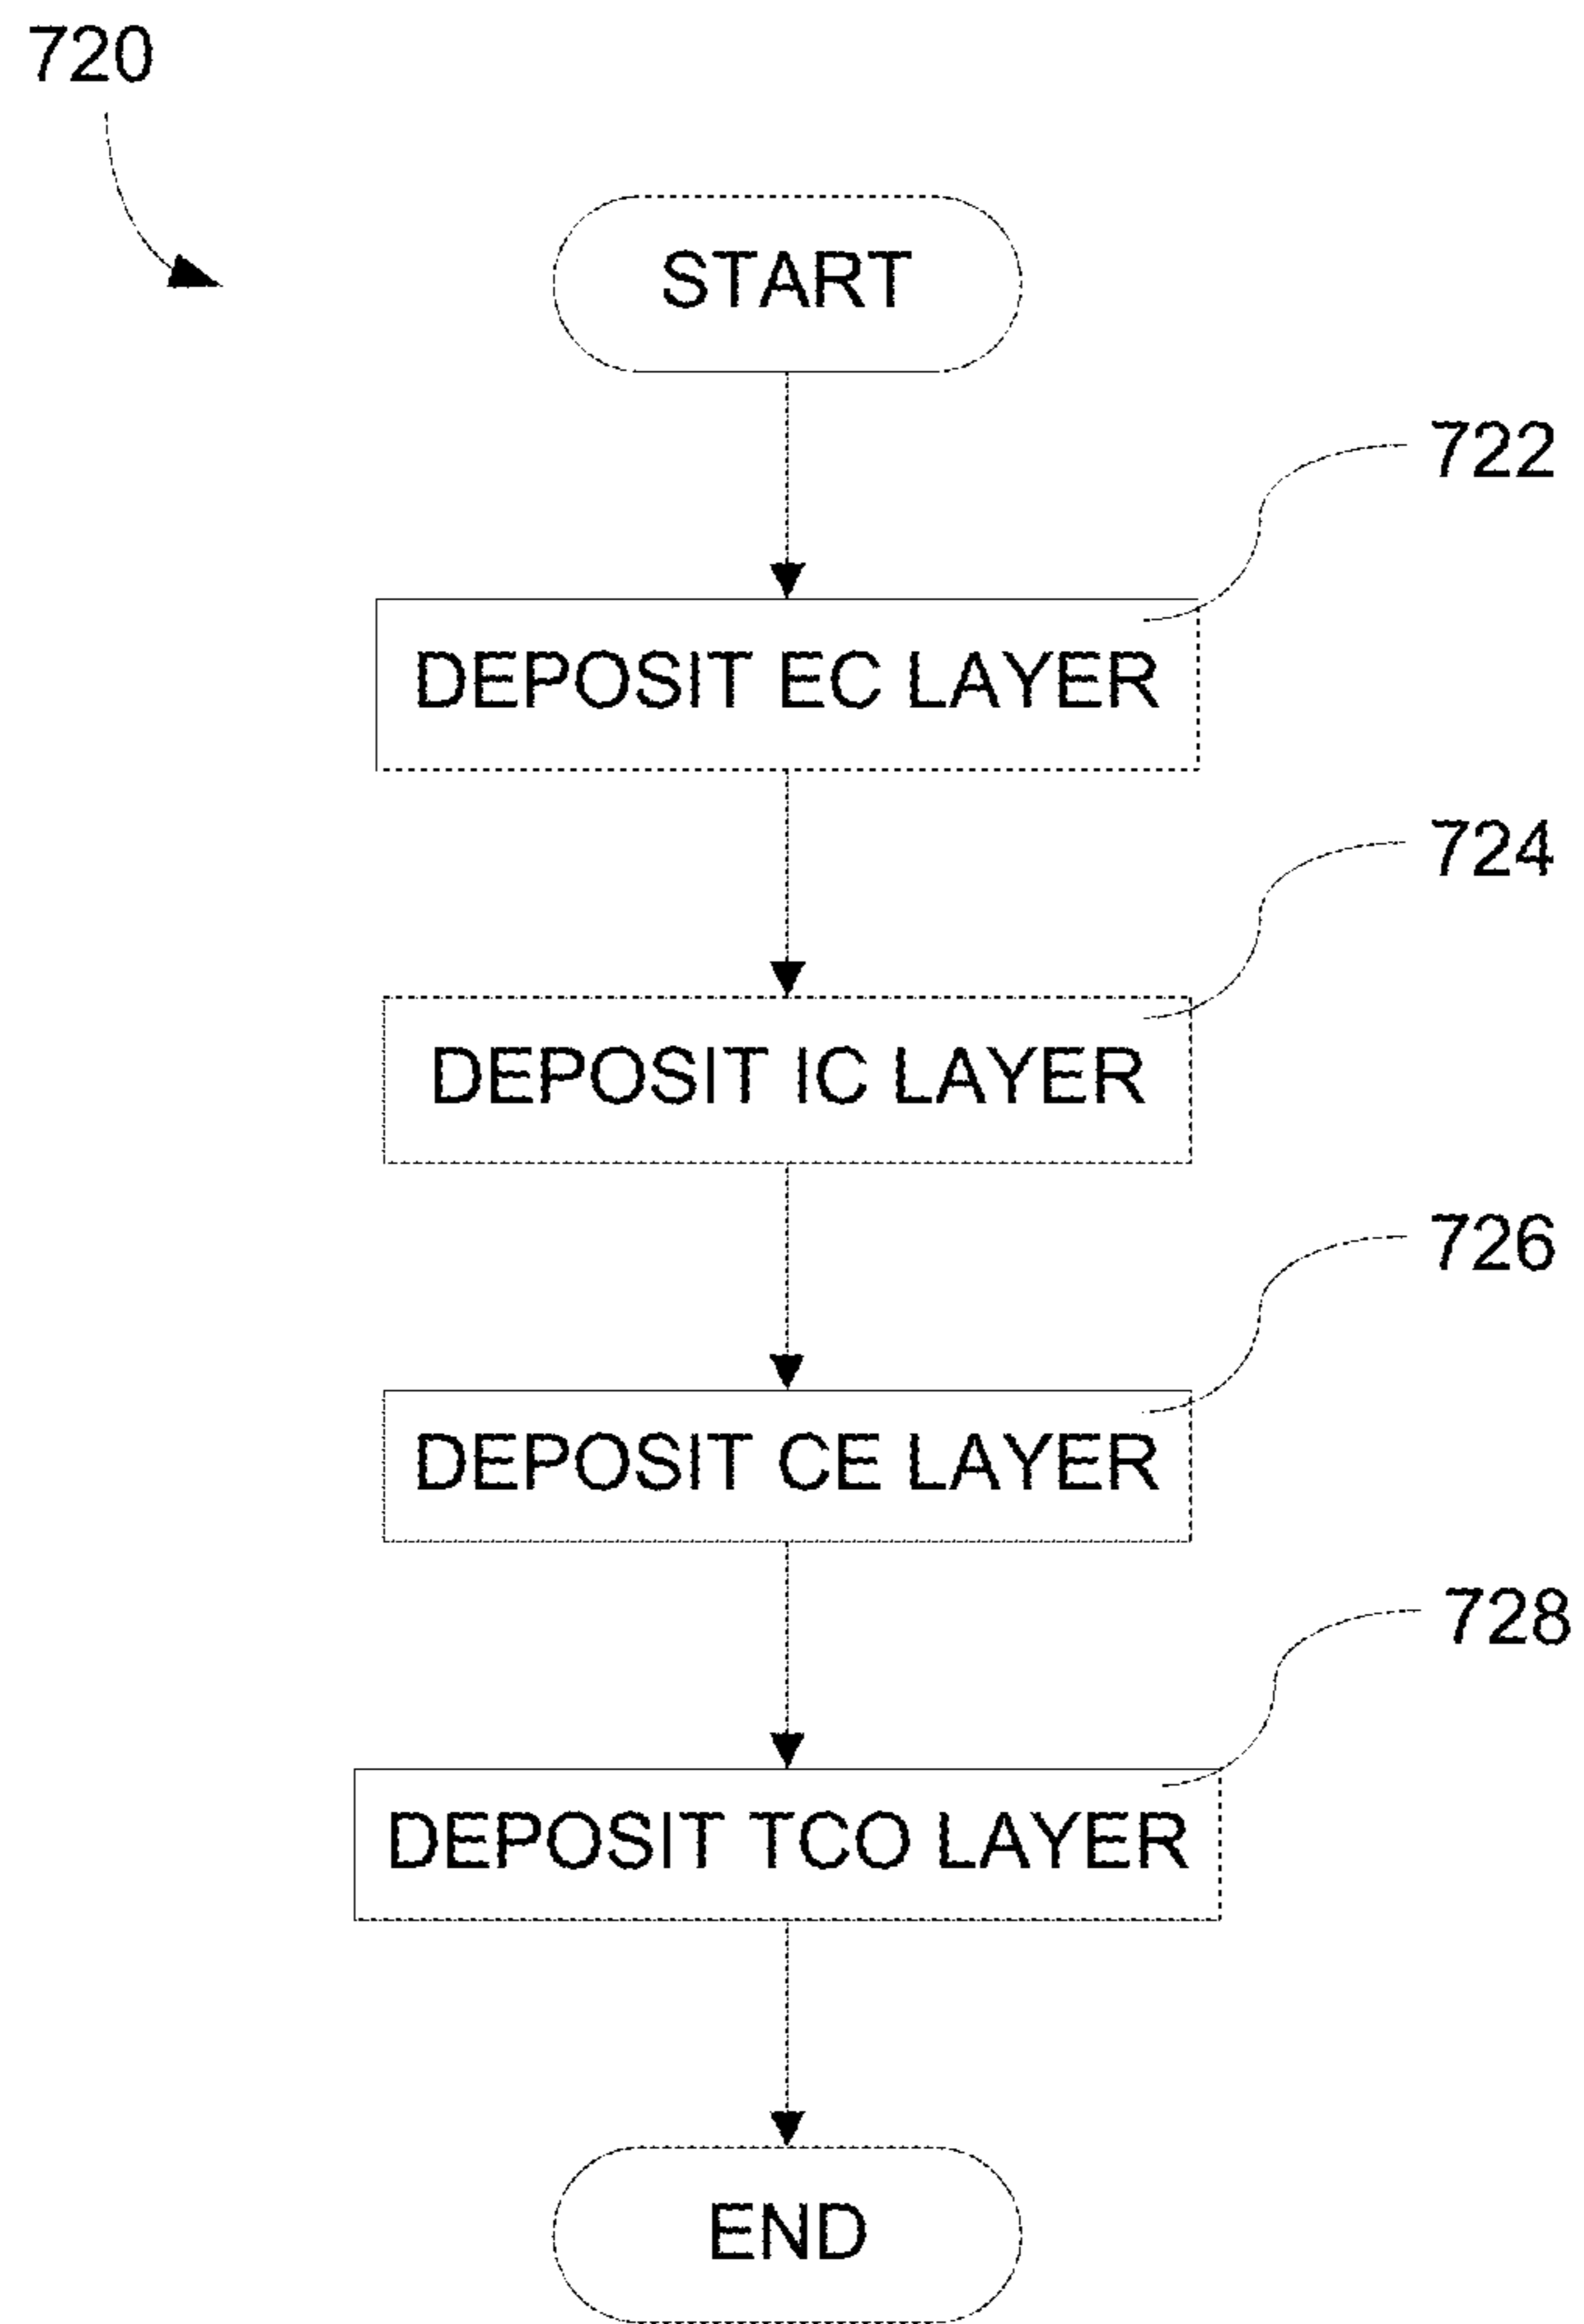 720
START
722
DEPOSIT EC LAYER
724
DEPOSIT IC LAYER
726
DEPOSIT CE LAYER
728
DEPOSIT TCO LAYER
END